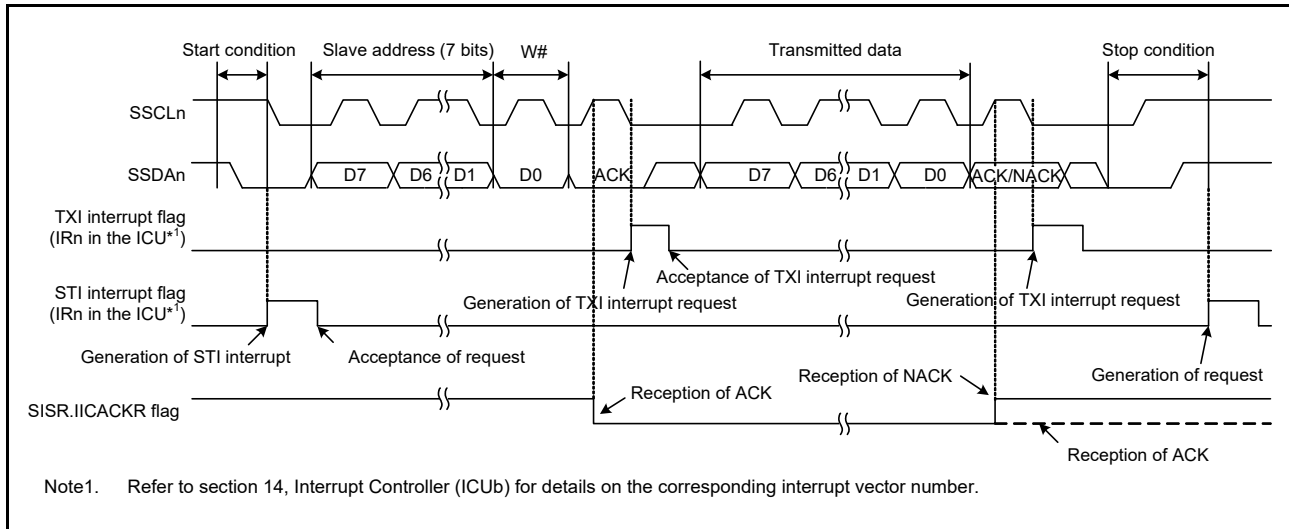 Start condition
Slave address (7 bits)
W#
Transmitted data
Stop condition
SSCLn
SSDAn
D7
D6
D1
D0
ACK
D7
D6
D1
D0
ACK/NACK
TXI interrupt flag
(IRn in the ICU*1)
Acceptance of TXI interrupt request
Generation of TXI interrupt request
Generation of TXI interrupt request
STI interrupt flag
(IRn in the ICU*1)
Generation of STI interrupt
Acceptance of request
Generation of request
Reception of ACK
Reception of NACK
SISR.IICACKR flag
Reception of ACK
Note1. Refer to section 14, Interrupt Controller (ICUb) for details on the corresponding interrupt vector number.